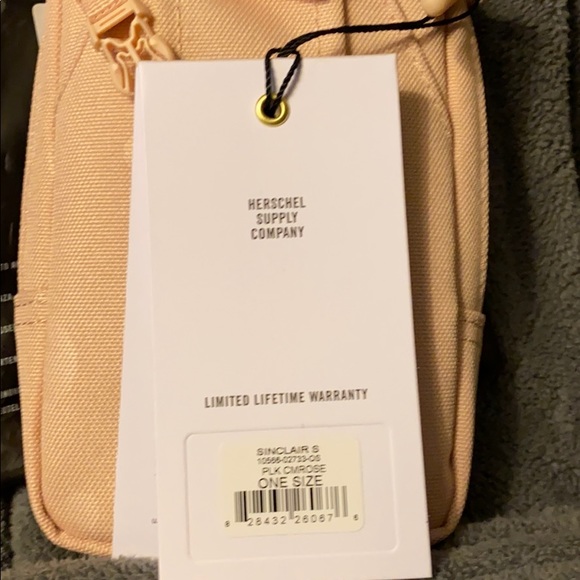 HERSCHEL
SUPPLY
COMPANY
LIMITED LIFETIME WARRANTY
SINCLAIR S
10566-02733-OS
PLK CMROSE
ONE SIZE
8 28432 26067 6